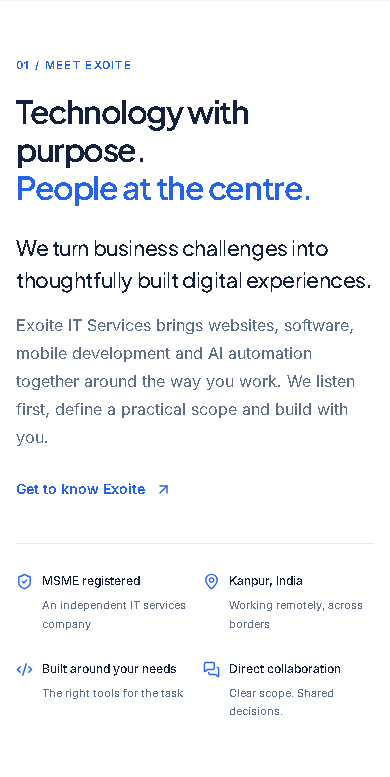 01 / MEET EXOITE
Technology with
purpose.
People at the centre.
We turn business challenges into
thoughtfully built digital experiences.
Exoite IT Services brings websites, software,
mobile development and AI automation
together around the way you work. We listen
first, define a practical scope and build with
you.
Get to know Exoite
MSME registered
An independent IT services
company
Kanpur, India
Working remotely, across
borders
Built around your needs
The right tools for the task
Direct collaboration
Clear scope. Shared
decisions.